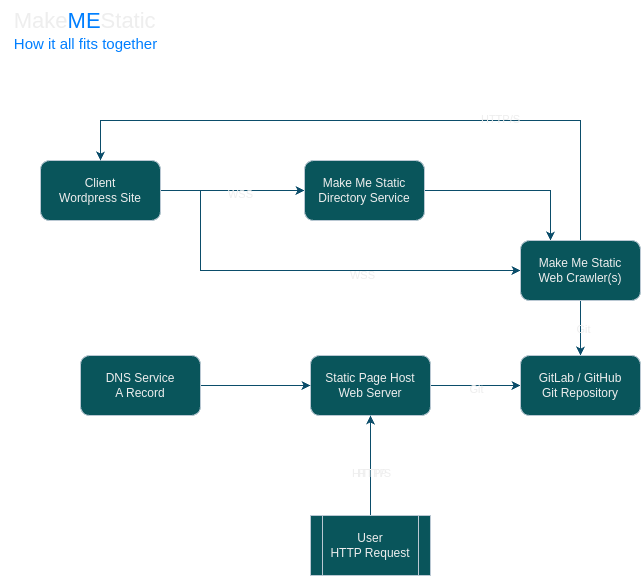 MakeMEStatic
How it all fits together
HTTP/S
Client
Wordpress Site
WSS
Make Me Static
Directory Service
Make Me Static
Web Crawler(s)
WSS
Git
DNS Service
A Record
Static Page Host
Web Server
Git
GitLab / GitHub
Git Repository
User
HTTP Request